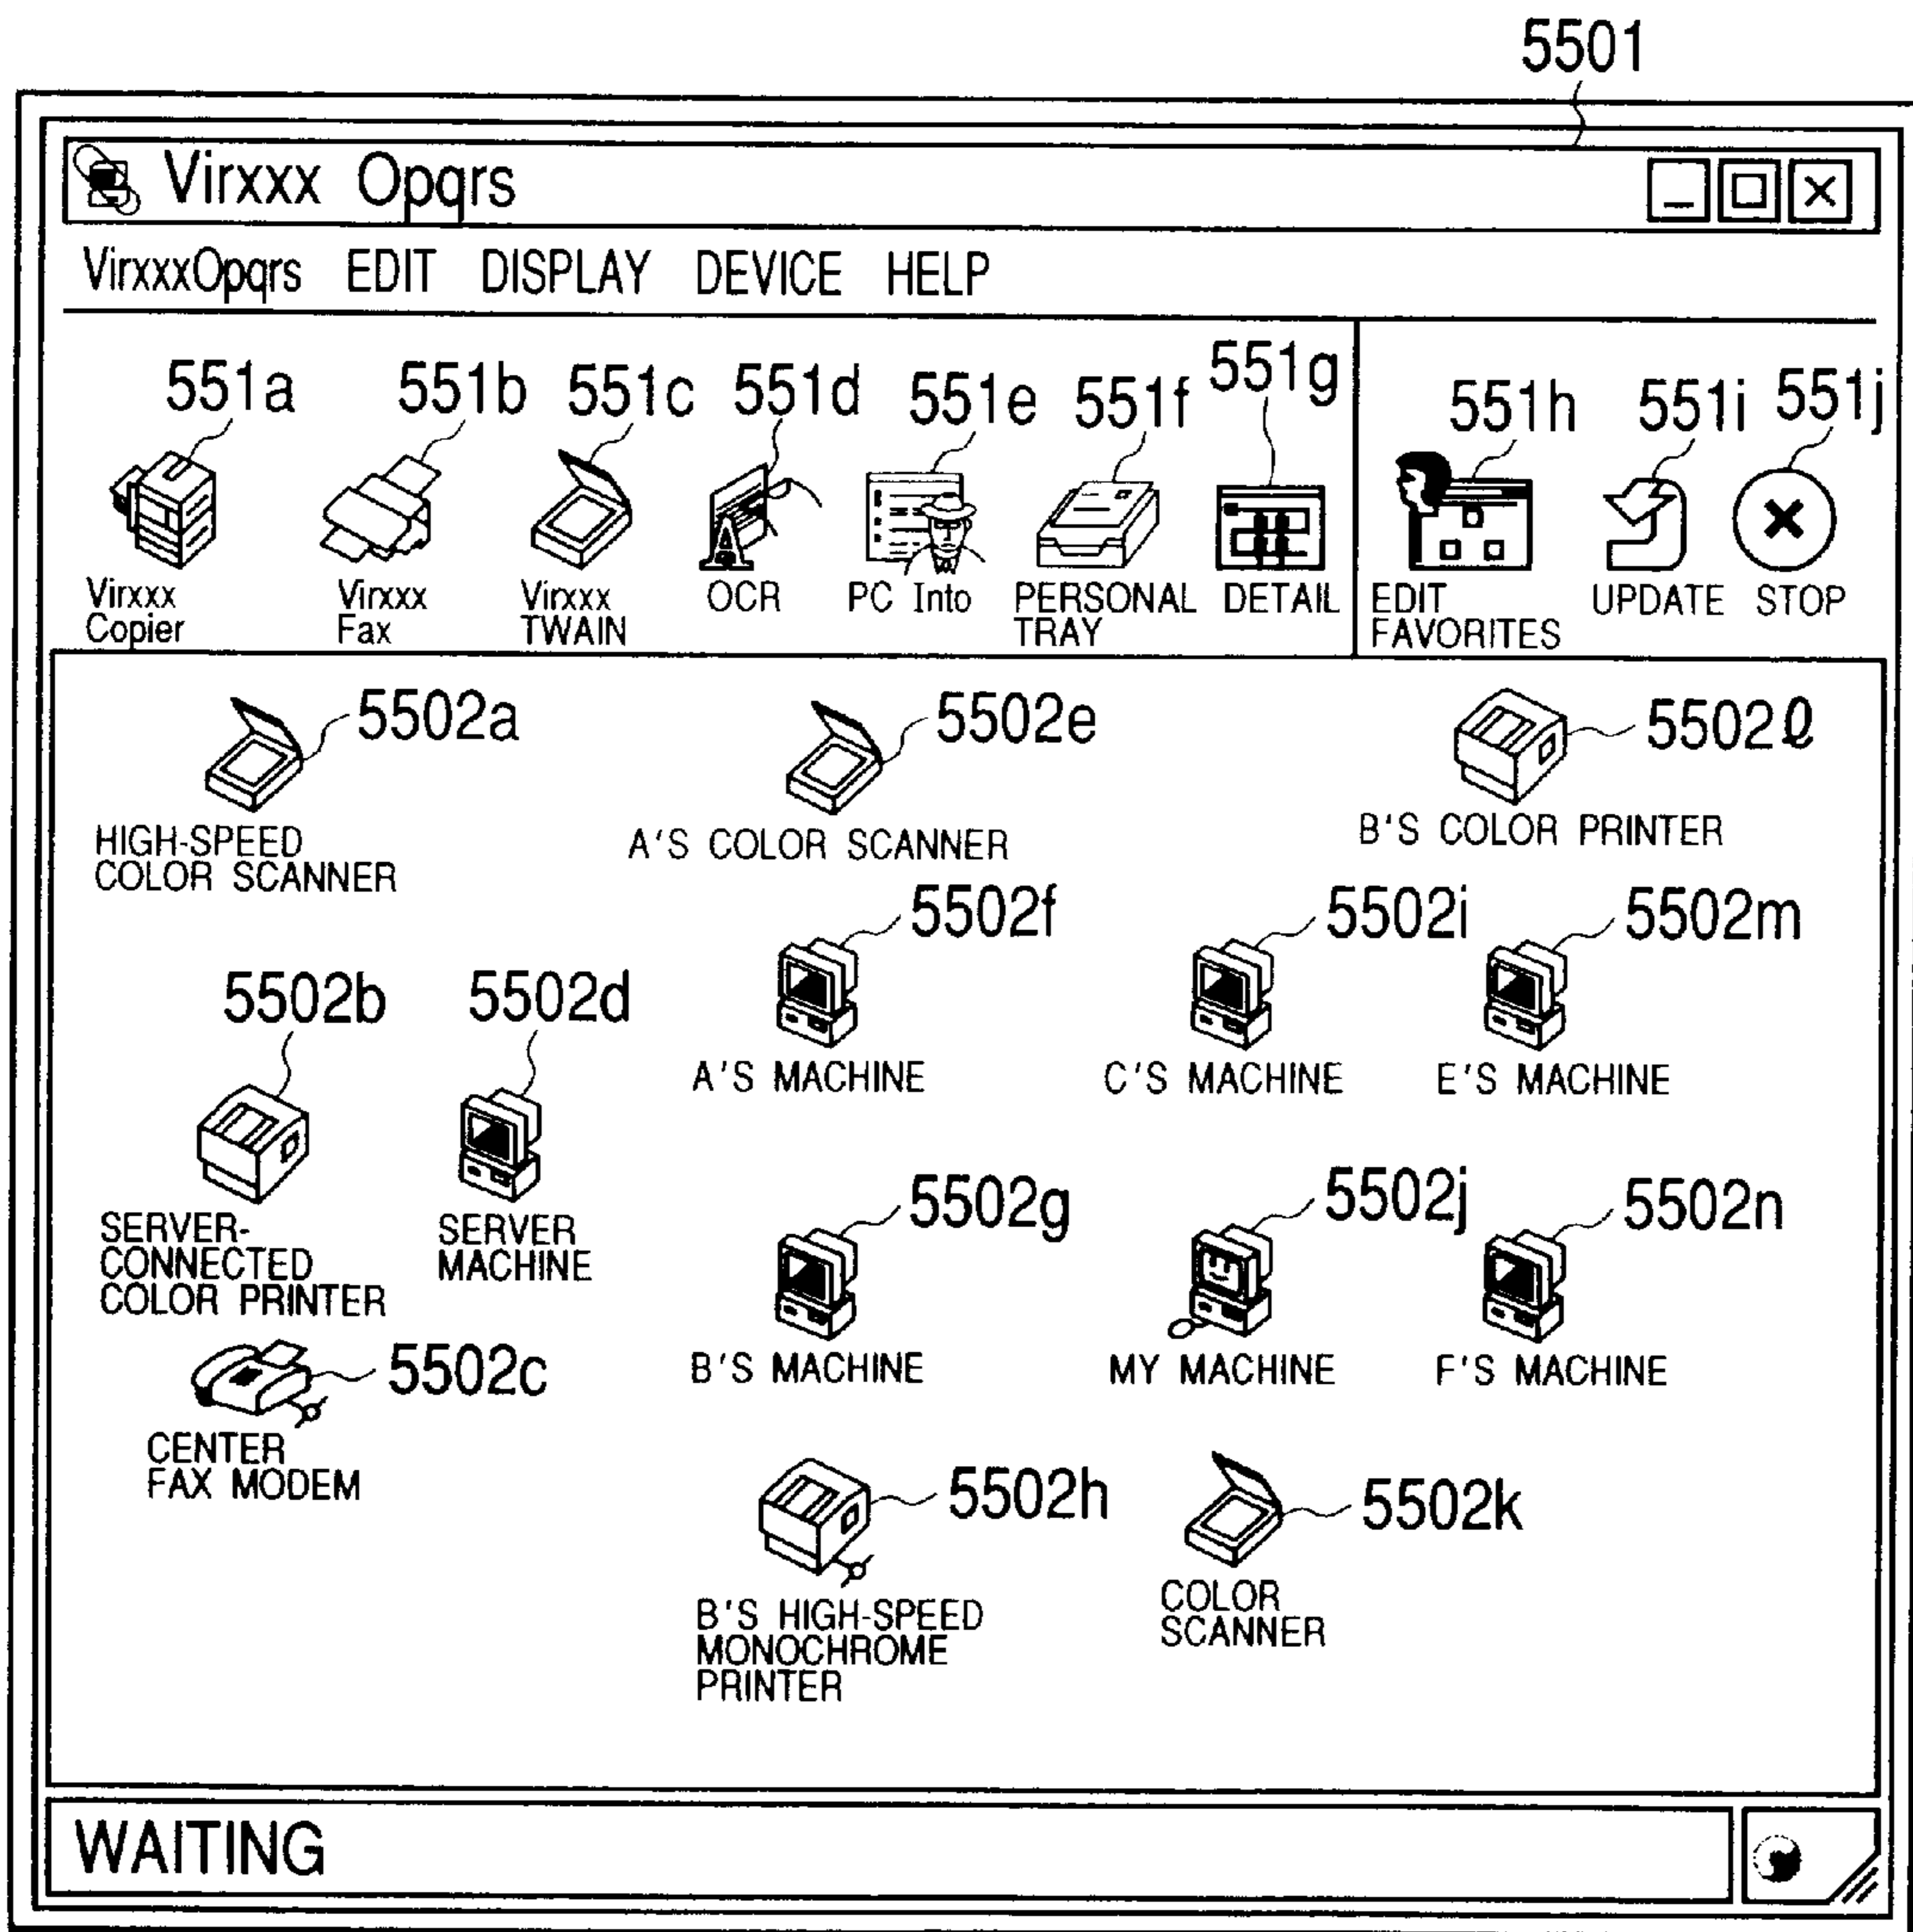 5501
Virxxx Opqrs
VirxxxOpqrs EDIT DISPLAY DEVICE HELP
551a 551b 551c 551d 551e 551f 551g 551h 551i 551j
Virxxx
Copier
Virxxx
Fax
Virxxx
TWAIN
OCR
PC Into
PERSONAL
TRAY
DETAIL
EDIT
FAVORITES
UPDATE
STOP
5502a
HIGH-SPEED
COLOR SCANNER
5502e
A'S COLOR SCANNER
5502ℓ
B'S COLOR PRINTER
5502f
A'S MACHINE
5502i
C'S MACHINE
5502m
E'S MACHINE
5502b
SERVER-
CONNECTED
COLOR PRINTER
5502d
SERVER
MACHINE
5502g
B'S MACHINE
5502j
MY MACHINE
5502n
F'S MACHINE
5502c
CENTER
FAX MODEM
5502h
B'S HIGH-SPEED
MONOCHROME
PRINTER
5502k
COLOR
SCANNER
WAITING